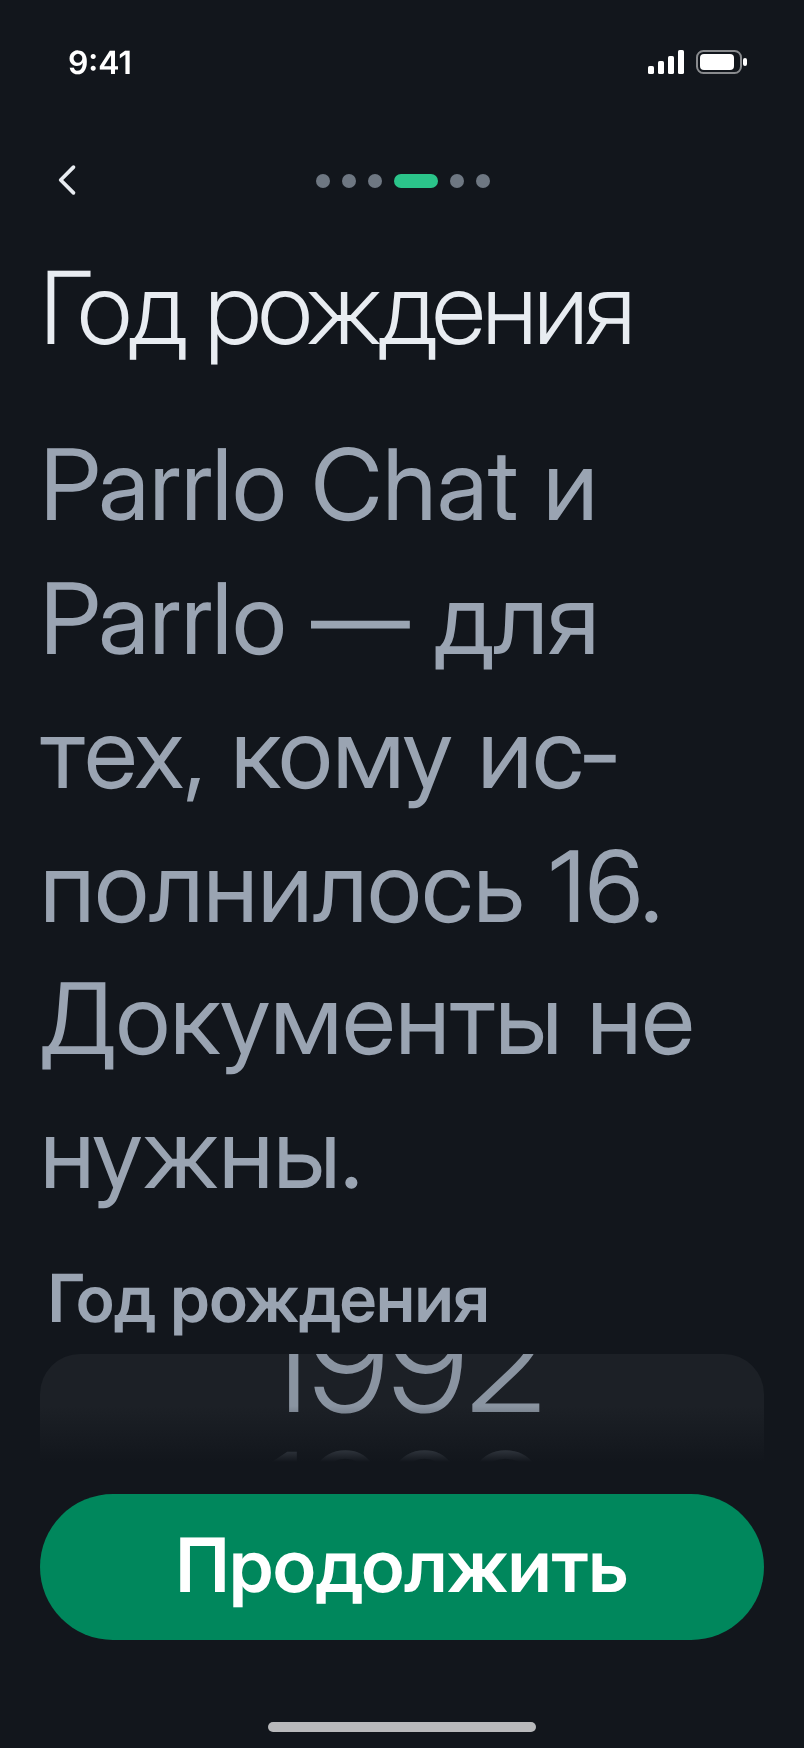 9:41
Год рождения
Parrlo Chat и
Parrlo — для
тех, кому ис-
полнилось 16.
Документы не
нужны.
Год рождения
1992
Продолжить